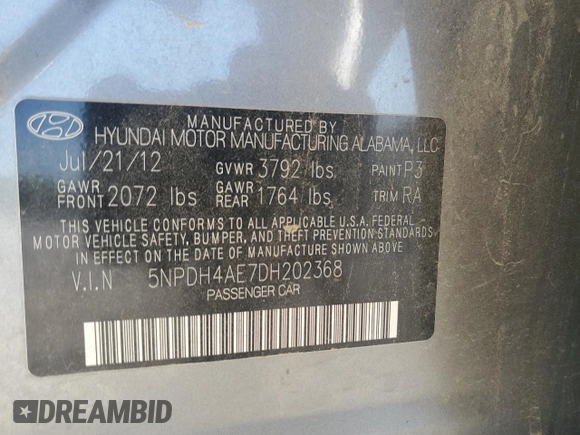 MANUFACTURED BY
HYUNDAI MOTOR MANUFACTURING ALABAMA, LLC
Jul/21/12 GVWR 3792 lbs. PAINT P3
GAWR FRONT 2072 lbs GAWR REAR 1764 lbs. TRIM RA
THIS VEHICLE CONFORMS TO ALL APPLICABLE U.S.A. FEDERAL
MOTOR VEHICLE SAFETY, BUMPER, AND THEFT PREVENTION STANDARDS
IN EFFECT ON THE DATE OF MANUFACTURE SHOWN ABOVE.
V.I.N 5NPDH4AE7DH202368
PASSENGER CAR
DREAMBID